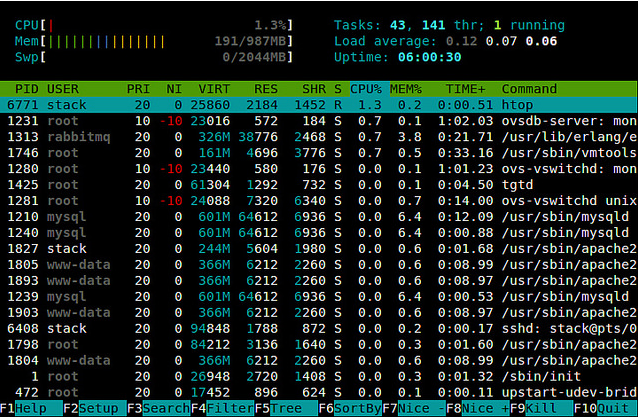 CPU[| 1.3%] Tasks: 43, 141 thr; 1 running
Mem[|||||||||||||||| 191/987MB] Load average: 0.12 0.07 0.06
Swp[ 0/2044MB] Uptime: 06:00:30
PID USER PRI NI VIRT RES SHR S CPU% MEM% TIME+ Command
6771 stack 20 0 25860 2184 1452 R 1.3 0.2 0:00.51 htop
1231 root 10 -10 23016 572 184 S 0.7 0.1 1:02.03 ovsdb-server: mon
1313 rabbitmq 20 0 326M 38776 2468 S 0.7 3.8 0:21.71 /usr/lib/erlang/e
1746 root 20 0 161M 4696 3776 S 0.7 0.5 0:33.16 /usr/sbin/vmtools
1280 root 10 -10 23440 580 176 S 0.0 0.1 1:01.23 ovs-vswitchd: mon
1425 root 20 0 61304 1292 732 S 0.0 0.1 0:04.50 tgtd
1281 root 10 -10 24088 7320 6340 S 0.0 0.7 0:14.00 ovs-vswitchd unix
1210 mysql 20 0 601M 64612 6936 S 0.0 6.4 0:12.09 /usr/sbin/mysqld
1240 mysql 20 0 601M 64612 6936 S 0.0 6.4 0:00.88 /usr/sbin/mysqld
1827 stack 20 0 244M 5604 1980 S 0.0 0.6 0:01.68 /usr/sbin/apache2
1805 www-data 20 0 366M 6212 2260 S 0.0 0.6 0:08.99 /usr/sbin/apache2
1893 www-data 20 0 366M 6212 2260 S 0.0 0.6 0:08.97 /usr/sbin/apache2
1239 mysql 20 0 601M 64612 6936 S 0.0 6.4 0:00.53 /usr/sbin/mysqld
1903 www-data 20 0 366M 6212 2260 S 0.0 0.6 0:08.97 /usr/sbin/apache2
6408 stack 20 0 94848 1788 872 S 0.0 0.2 0:00.17 sshd: stack@pts/0
1798 root 20 0 84212 3136 1640 S 0.0 0.3 0:01.60 /usr/sbin/apache2
1804 www-data 20 0 366M 6212 2260 S 0.0 0.6 0:08.99 /usr/sbin/apache2
1 root 20 0 26948 2720 1408 S 0.0 0.3 0:01.32 /sbin/init
472 root 20 0 17452 896 624 S 0.0 0.1 0:00.11 upstart-udev-brid
F1Help F2Setup F3Search F4Filter F5Tree F6SortBy F7Nice - F8Nice + F9Kill F10Quit